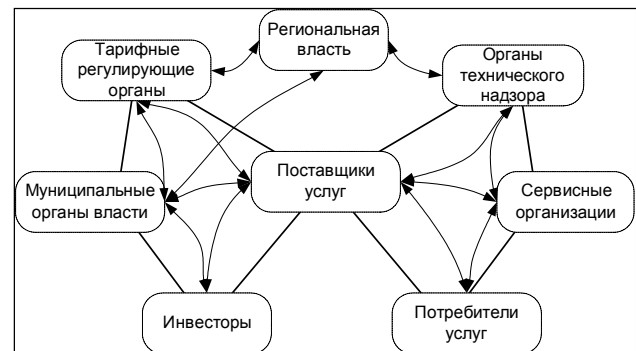 Региональная
власть
Тарифные
регулирующие
органы
Органы
технического
надзора
Поставщики
услуг
Муниципальные
органы власти
Сервисные
организации
Инвесторы
Потребители
услуг